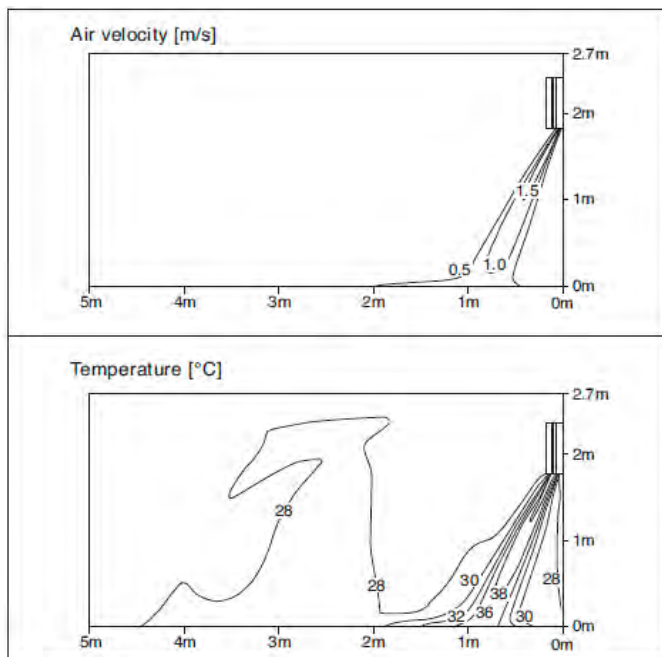 Air velocity [m/s]
2.7m
2m
1.5
1m
0.5
1.0
0m
5m 4m 3m 2m 1m 0m
Temperature [°C]
2.7m
2m
28
1m
28 30 38 28
32 36 30
0m
5m 4m 3m 2m 1m 0m